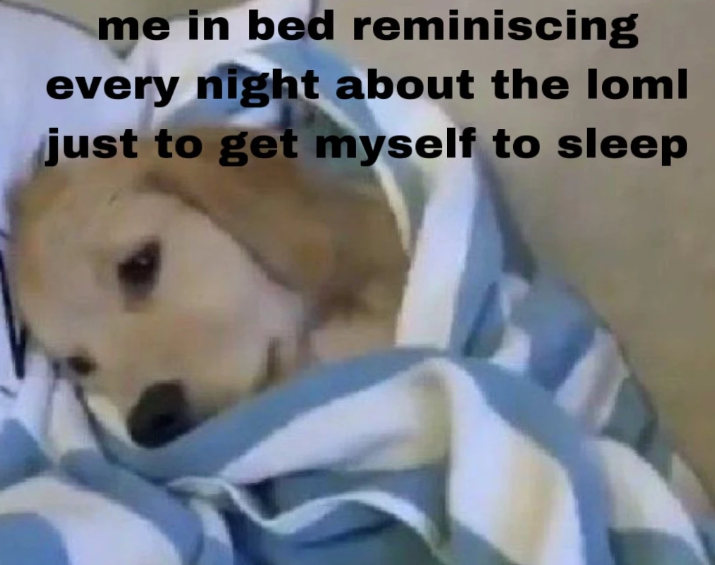 me in bed reminiscing
every night about the loml
just to get myself to sleep